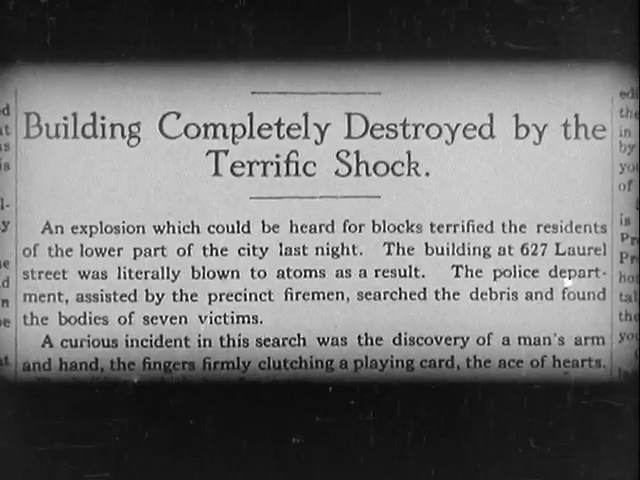 Building Completely Destroyed by the
Terrific Shock.
An explosion which could be heard for blocks terrified the residents
of the lower part of the city last night. The building at 627 Laurel
street was literally blown to atoms as a result. The police depart-
ment, assisted by the precinct firemen, searched the debris and found
the bodies of seven victims.
A curious incident in this search was the discovery of a man's arm
and hand, the fingers firmly clutching a playing card, the ace of hearts.